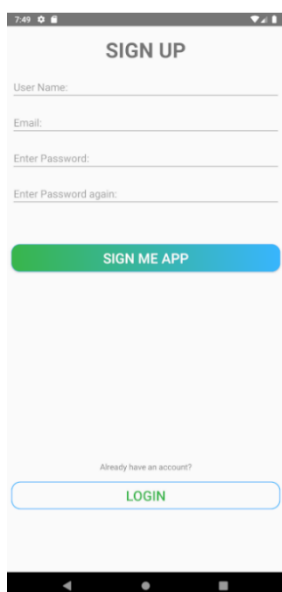 7:49
SIGN UP
User Name:
Email:
Enter Password:
Enter Password again:
SIGN ME APP
Already have an account?
LOGIN